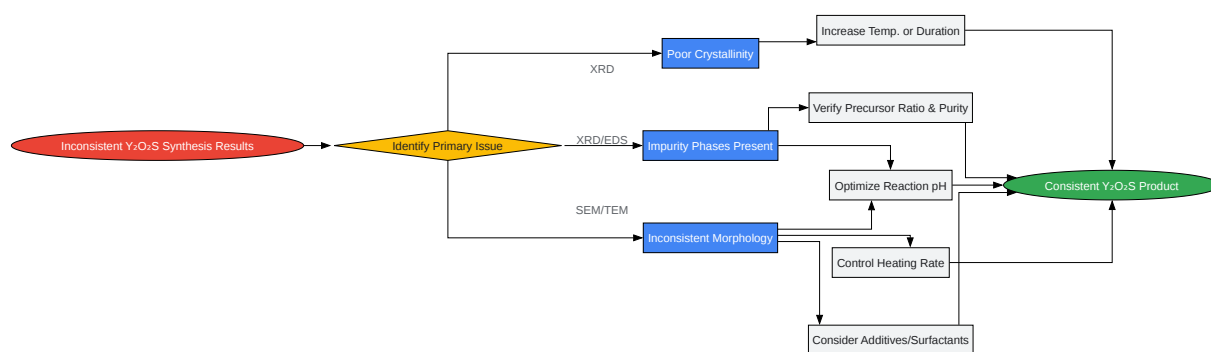 Increase Temp. or Duration
Poor Crystallinity
XRD
Verify Precursor Ratio & Purity
Inconsistent Y₂O₂S Synthesis Results
Identify Primary Issue
XRD/EDS
Impurity Phases Present
Optimize Reaction pH
Consistent Y₂O₂S Product
SEM/TEM
Inconsistent Morphology
Control Heating Rate
Consider Additives/Surfactants